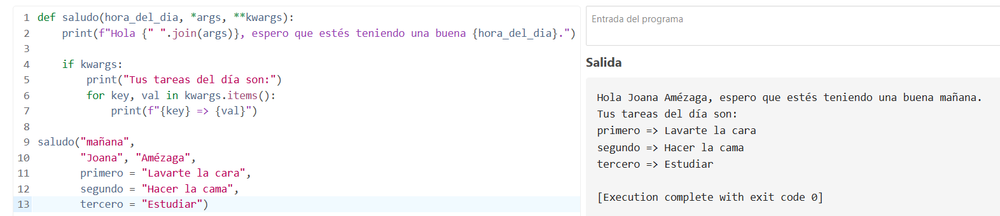 1 def saludo(hora_del_dia, *args, **kwargs):
2 print(f"Hola {" ".join(args)}, espero que estés teniendo una buena {hora_del_dia}.")
3
4 if kwargs:
5 print("Tus tareas del día son:")
6 for key, val in kwargs.items():
7 print(f"{key} => {val}")
8
9 saludo("mañana",
10 "Joana", "Amézaga",
11 primero = "Lavarte la cara",
12 segundo = "Hacer la cama",
13 tercero = "Estudiar")
Entrada del programa
Salida
Hola Joana Amézaga, espero que estés teniendo una buena mañana.
Tus tareas del día son:
primero => Lavarte la cara
segundo => Hacer la cama
tercero => Estudiar
[Execution complete with exit code 0]